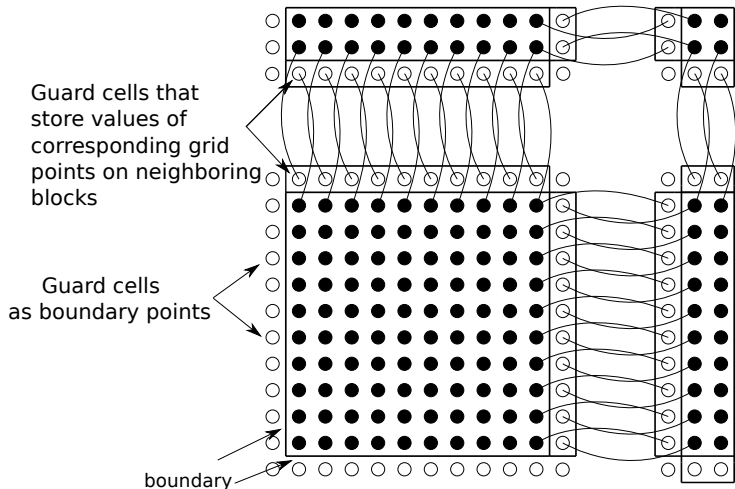 Guard cells that
store values of
corresponding grid
points on neighboring
blocks
Guard cells
as boundary points
boundary